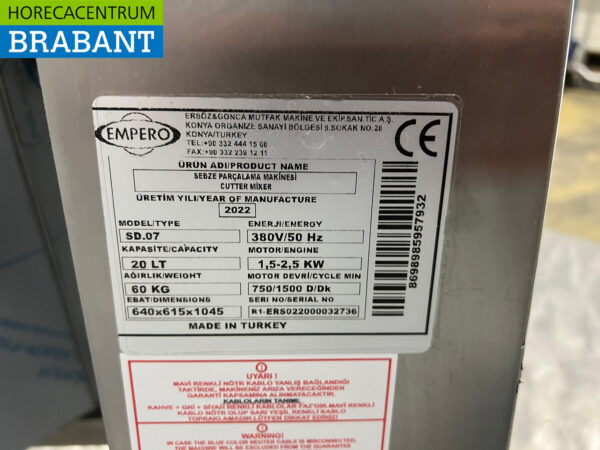 HORECACENTRUM
BRABANT
EMPERO
ERSÖZ&GONCA MUTFAK MAKİNE VE EKİP.SAN TİC A.Ş.
KONYA ORGANİZE SANAYİ BÖLGESİ 9.SOKAK NO.20
KONYA/TURKEY
TEL:+90 332 444 15 60
FAX:+90 332 239 12 11
CE
ÜRÜN ADI/PRODUCT NAME
SEBZE PARÇALAMA MAKİNESİ
CUTTER MİKER
ÜRETİM YILI/YEAR OF MANUFACTURE
2022
MODEL/TYPE ENERJI/ENERGY
SD.07 380V/50 Hz
KAPASİTE/CAPACITY MOTOR/ENGINE
20 LT 1,5-2,5 KW
AĞIRLIK/WEIGHT MOTOR DEVRİ/CYCLE MIN
60 KG 750/1500 D/Dk
EBAT/DIMENSIONS SERI NO/SERIAL NO
640x615x1045 R1-ERS022000032736
MADE IN TURKEY
8698985957932
UYARI !
MAVİ RENKLİ NÖTR KABLO YANLIŞ BAĞLANDIĞI
TAKTİRDE, MAKİNENİZ ARIZA VERECEĞİNDEN
GARANTİ KAPSAMINA ALINMAYACAKTIR.
KABLOLARIN TANIMI:
KAHVE + GRİ + SİYAH RENKLİ KABLOLAR FAZ'DIR.MAVİ RENKLİ
KABLO NÖTR OLUP SARI YEŞİL RENKLİ KABLO
TOPRAKLAMADIR.LÜTFEN DİKKAT EDİNİZ!
WARNING!
IN CASE THE BLUE COLOR NEUTER CABLE IS MISCONNECTED,
THE MACHINE WILL BE EXCLUDED FROM THE GUARANTEE